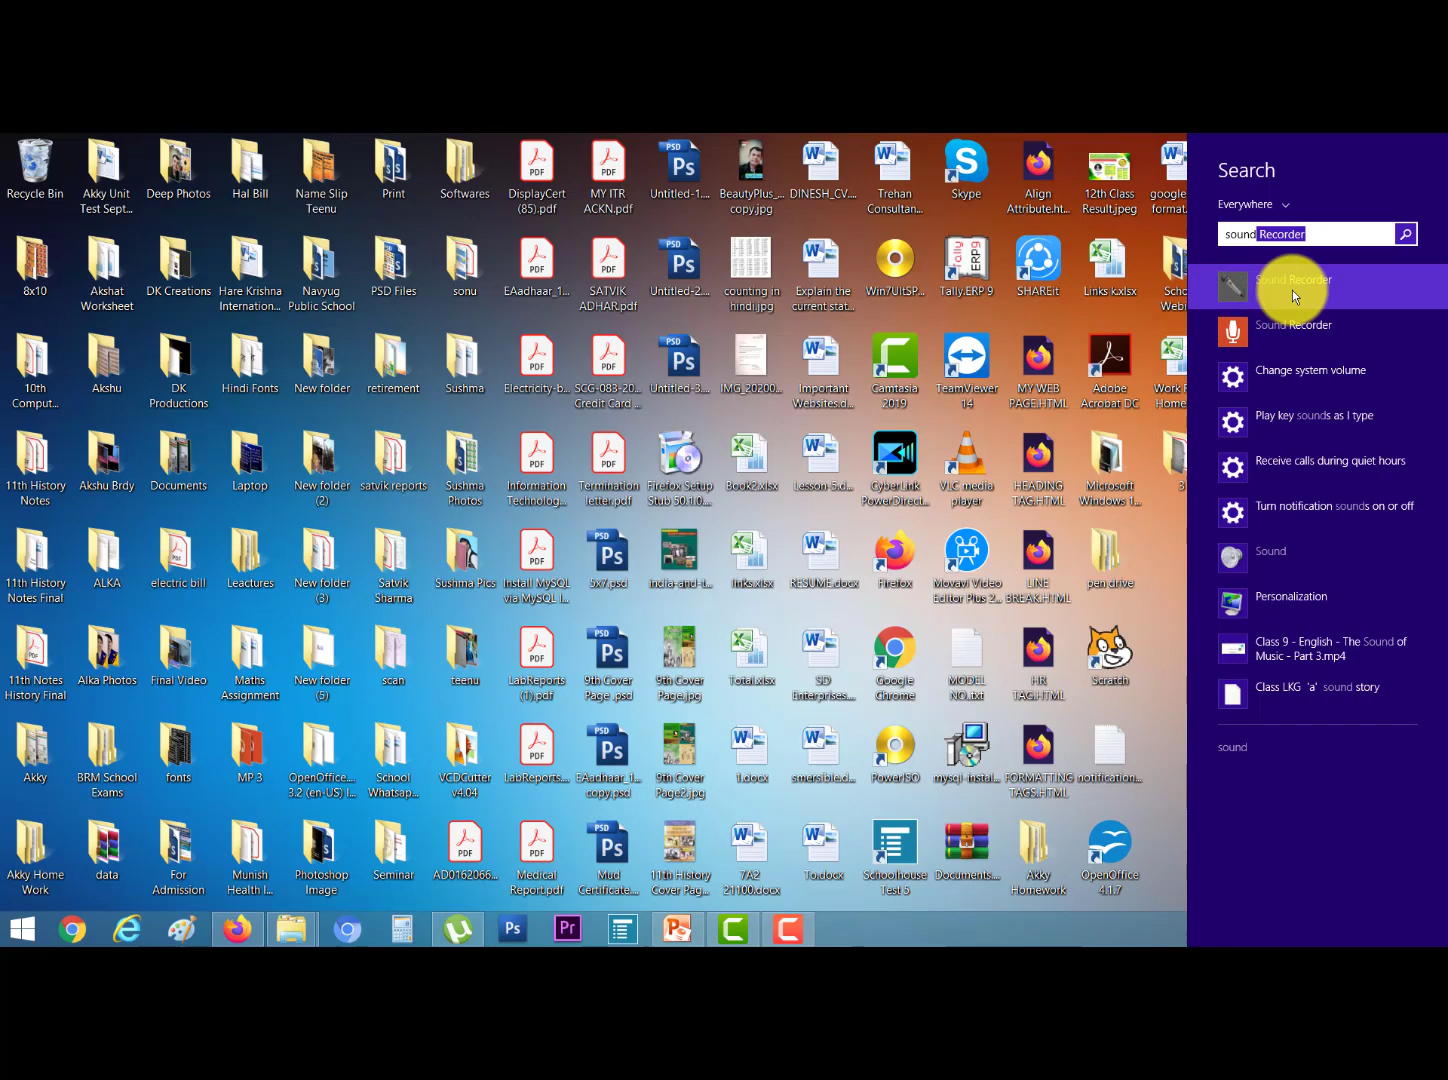 Recycle Bin
Akky Unit
Test Sept...
Deep Photos
Hal Bill
Name Slip
Teenu
Print
Softwares
DisplayCert
(85).pdf
MY ITR
ACKN.pdf
Untitled-1....
BeautyPlus_...
copy.jpg
DINESH_CV...
Trehan
Consultan...
Skype
Align
Attribute.ht...
12th Class
Result.jpeg
google
format.
8x10
Akshat
Worksheet
DK Creations
Hare Krishna
Internation...
Navyug
Public School
PSD Files
sonu
EAadhaar_1...
SATVIK
ADHAR.pdf
Untitled-2....
counting in
hindi.jpg
Explain the
current stat...
Win7UltSP...
Tally.ERP 9
SHAREit
Links k.xlsx
Scho
Webi
10th
Comput...
Akshu
DK
Productions
Hindi Fonts
New folder
retirement
Sushma
Electricity-b...
SCG-083-20...
Credit Card ...
Untitled-3....
IMG_20200...
Important
Websites.d...
Camtasia
2019
TeamViewer
14
MY WEB
PAGE.HTML
Adobe
Acrobat DC
Work F
Home.
11th History
Notes
Akshu Brdy
Documents
Laptop
New folder
(2)
satvik reports
Sushma
Photos
Information
Technolog...
Termination
letter.pdf
Firefox Setup
Stub 50.1.0...
Book2.xlsx
Lesson-5.d...
CyberLink
PowerDirect...
VLC media
player
HEADING
TAG.HTML
Microsoft
Windows 1...
3
11th History
Notes Final
ALKA
electric bill
Leactures
New folder
(3)
Satvik
Sharma
Sushma Pics
Install MySQL
via MySQL I...
5x7.psd
india-and-t...
links.xlsx
RESUME.docx
Firefox
Movavi Video
Editor Plus 2...
LINE
BREAK.HTML
pen drive
11th Notes
History Final
Alka Photos
Final Video
Maths
Assignment
New folder
(5)
scan
teenu
LabReports
(1).pdf
9th Cover
Page .psd
9th Cover
Page.jpg
Total.xlsx
SD
Enterprises...
Google
Chrome
MODEL
NO..txt
HR
TAG.HTML
Scratch
Akky
BRM School
Exams
fonts
MP 3
OpenOffice...
3.2 (en-US) I...
School
Whatsap...
VCDCutter
v4.04
LabReports....
EAadhaar_1...
copy.psd
9th Cover
Page2.jpg
1.docx
smersible.d...
PowerISO
mysql-instal...
FORMATTING
TAGS.HTML
notification...
Akky Home
Work
data
For
Admission
Munish
Health I...
Photoshop
Image
Seminar
AD0162066...
Medical
Report.pdf
Mud
Certificate....
11th History
Cover Pag...
7A2
21100.docx
To.docx
Schoolhouse
Test 5
Documents....
Akky
Homework
OpenOffice
4.1.7
Search
Everywhere
sound Recorder
Sound Recorder
Sound Recorder
Change system volume
Play key sounds as I type
Receive calls during quiet hours
Turn notification sounds on or off
Sound
Personalization
Class 9 - English - The Sound of
Music - Part 3.mp4
Class LKG 'a' sound story
sound